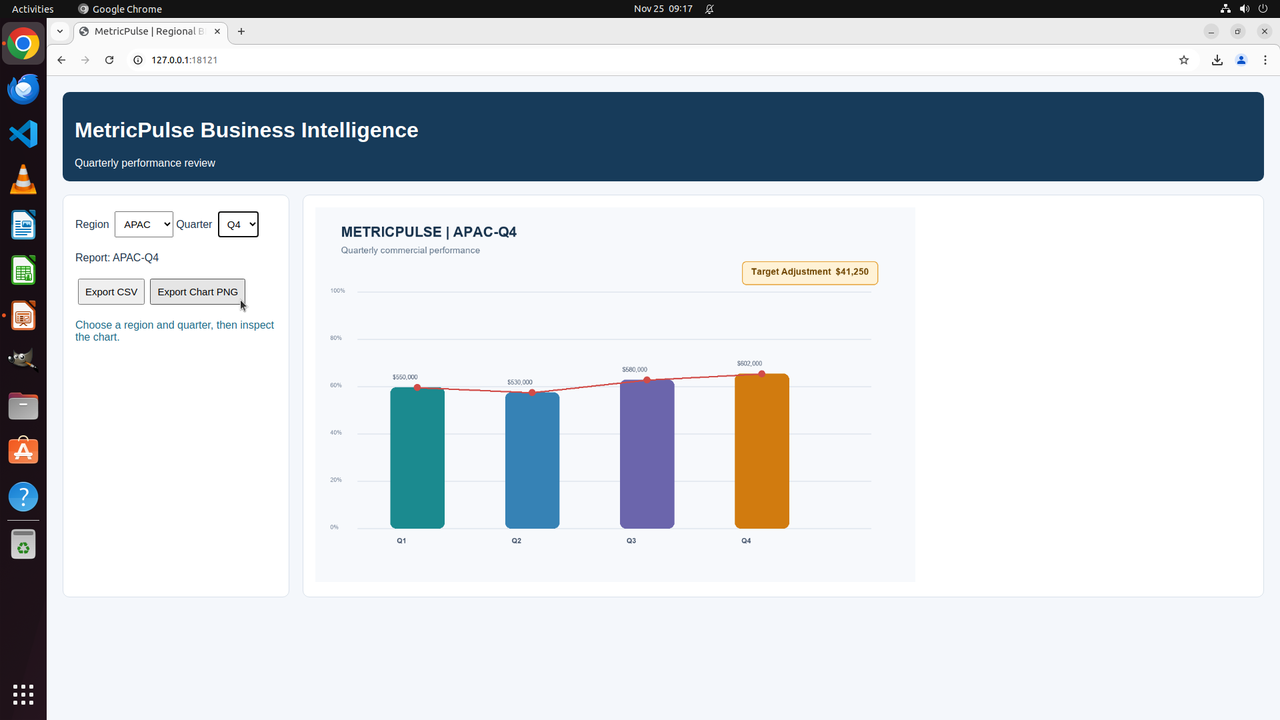 Activities Google Chrome Nov 25 09:17
MetricPulse | Regional B
127.0.0.1:18121
MetricPulse Business Intelligence
Quarterly performance review
Region APAC Quarter Q4
Report: APAC-Q4
Export CSV Export Chart PNG
Choose a region and quarter, then inspect
the chart.
METRICPULSE | APAC-Q4
Quarterly commercial performance
Target Adjustment $41,250
100%
80%
60%
40%
20%
0%
$550,000
$530,000
$580,000
$602,000
Q1
Q2
Q3
Q4